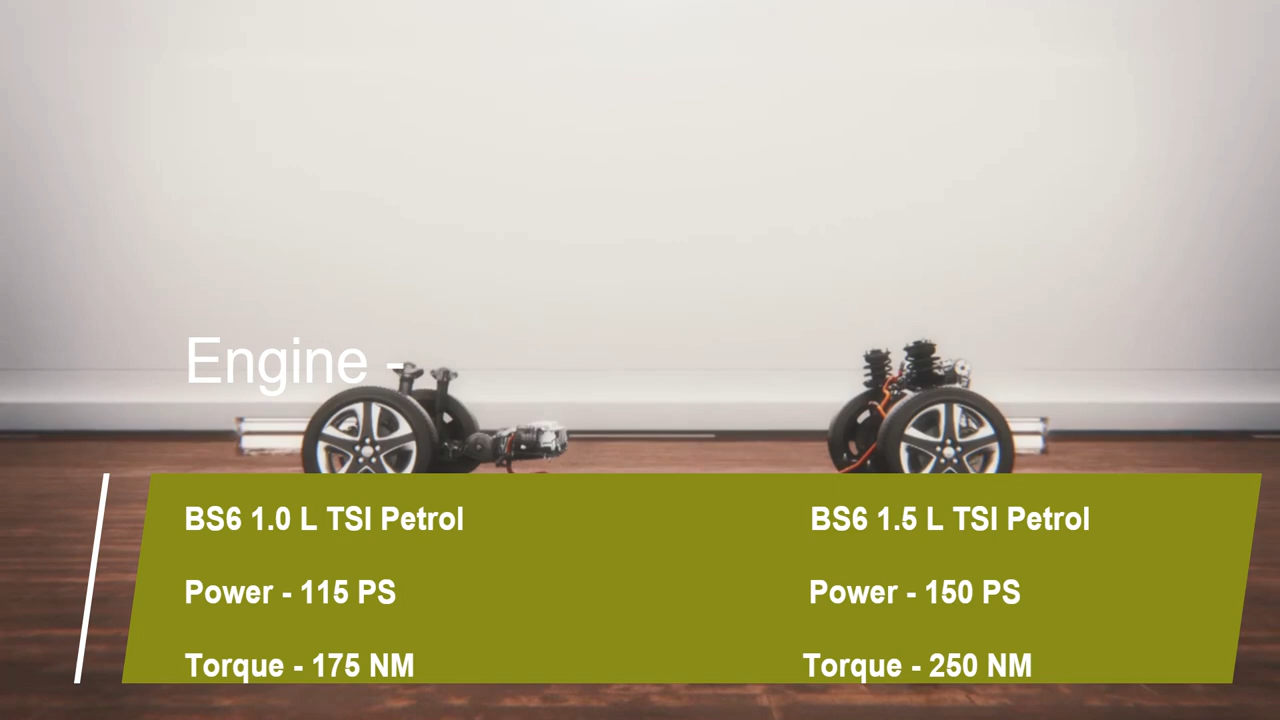 Engine -
BS6 1.0 L TSI Petrol
Power - 115 PS
Torque - 175 NM
BS6 1.5 L TSI Petrol
Power - 150 PS
Torque - 250 NM